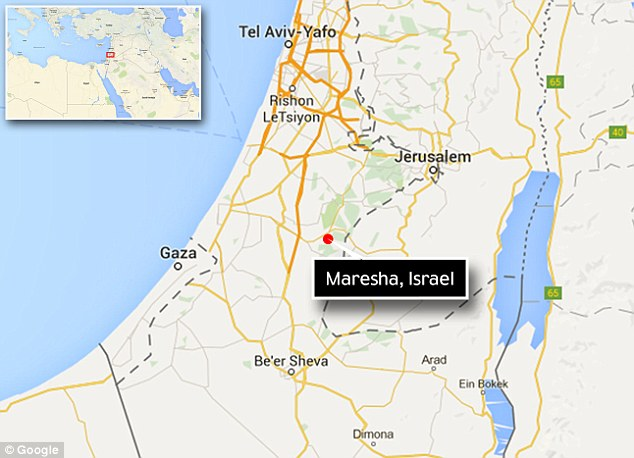 Tel Aviv-Yafo
Rishon
LeTsiyon
65
40
Jerusalem
Gaza
Maresha, Israel
65
Be'er Sheva
Arad
Ein Bokek
Dimona
© Google